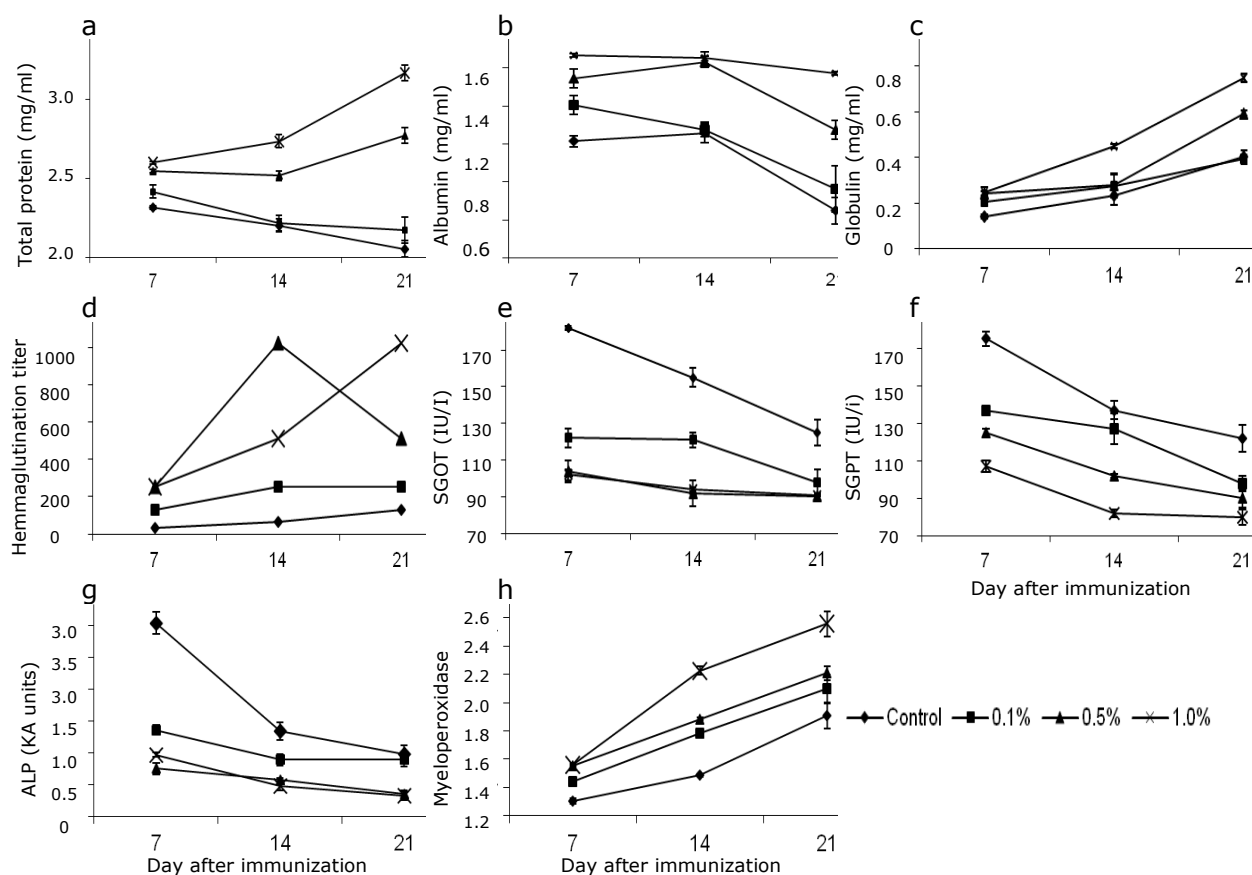 a
Total protein (mg/ml)
3.0
2.5
2.0
7 14 21
b
Albumin (mg/ml)
1.6
1.4
1.2
0.8
0.6
7 14 21
c
Globulin (mg/ml)
0.8
0.6
0.4
0.2
0
7 14 21
d
Hemmaglutination titer
1000
800
600
400
200
0
7 14 21
e
SGOT (IU/I)
170
150
130
110
90
70
7 14 21
f
SGPT (IU/i)
170
150
130
110
90
70
7 14 21
Day after immunization
g
ALP (KA units)
3.0
3.5
3.0
1.5
1.0
0.5
0
7 14 21
Day after immunization
h
Myeloperoxidase
2.6
2.4
2.2
2.0
1.8
1.6
1.4
1.2
7 14 21
Day after immunization
Control 0.1% 0.5% 1.0%